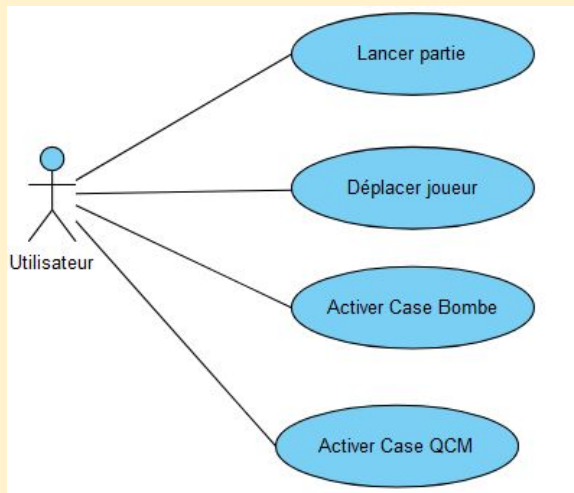 Lancer partie
Déplacer joueur
Utilisateur
Activer Case Bombe
Activer Case QCM